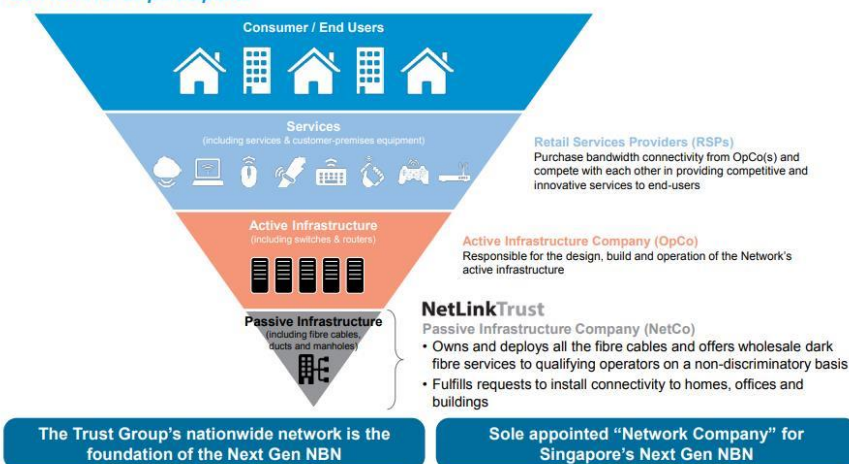 Consumer / End Users
Services
(including services & customer-premises equipment)
Retail Services Providers (RSPs)
Purchase bandwidth connectivity from OpCo(s) and
compete with each other in providing competitive and
innovative services to end-users
Active Infrastructure
(including switches & routers)
Active Infrastructure Company (OpCo)
Responsible for the design, build and operation of the Network's
active infrastructure
Passive Infrastructure
(including fibre cables,
ducts and manholes)
NetLinkTrust
Passive Infrastructure Company (NetCo)
• Owns and deploys all the fibre cables and offers wholesale dark
fibre services to qualifying operators on a non-discriminatory basis
• Fulfills requests to install connectivity to homes, offices and
buildings
The Trust Group's nationwide network is the
foundation of the Next Gen NBN
Sole appointed “Network Company” for
Singapore's Next Gen NBN